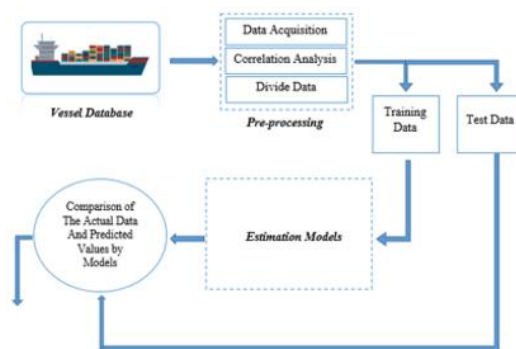 Data Acquisition
Correlation Analysis
Divide Data
Vessel Database
Pre-processing
Training
Data
Test Data
Comparison of
The Actual Data
And Predicted
Values by
Models
Estimation Models